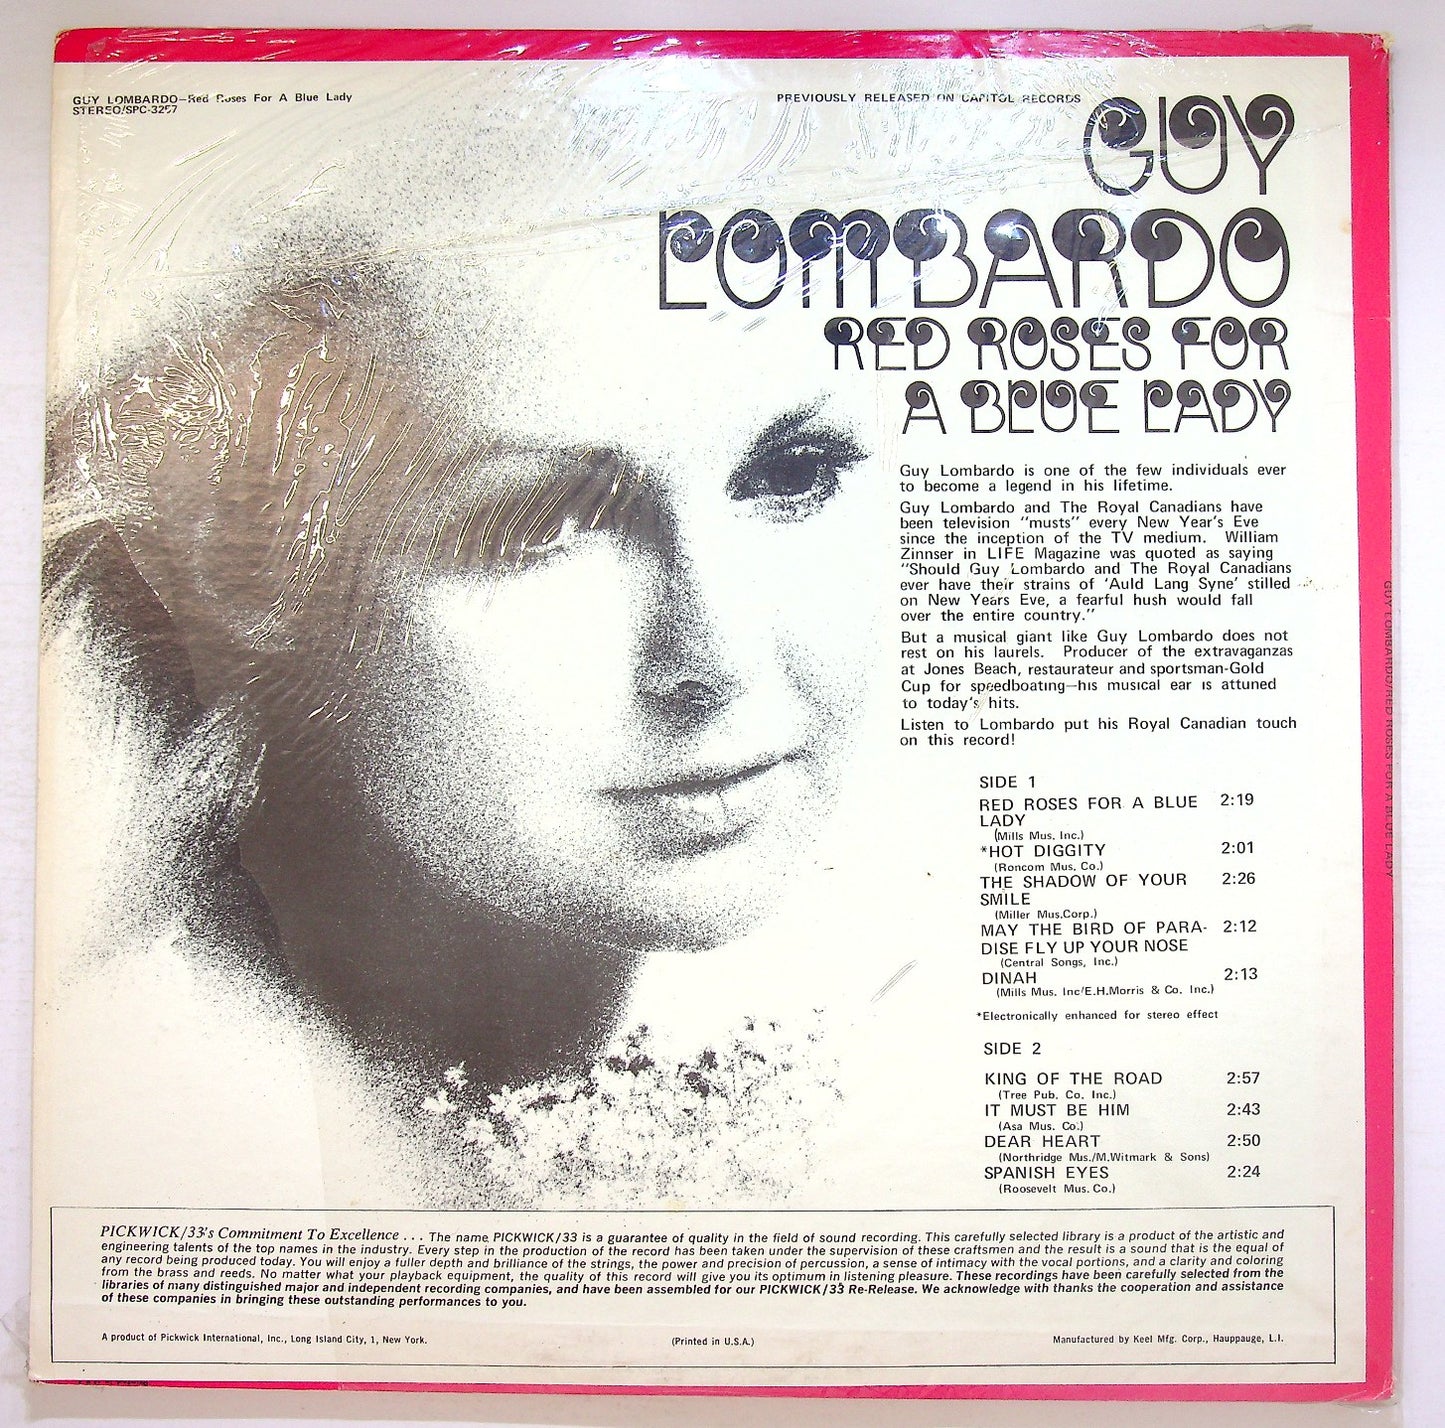 GUY LOMBARDO—Red Roses For A Blue Lady
STEREO/SPC-3257
PREVIOUSLY RELEASED ON CAPITOL RECORDS
GUY
LOMBARDO
RED ROSES FOR
A BLUE LADY
Guy Lombardo is one of the few individuals ever
to become a legend in his lifetime.
Guy Lombardo and The Royal Canadians have
been television "musts" every New Year's Eve
since the inception of the TV medium. William
Zinnser in LIFE Magazine was quoted as saying
"Should Guy Lombardo and The Royal Canadians
ever have their strains of 'Auld Lang Syne' stilled
on New Years Eve, a fearful hush would fall
over the entire country."
But a musical giant like Guy Lombardo does not
rest on his laurels. Producer of the extravaganzas
at Jones Beach, restaurateur and sportsman-Gold
Cup for speedboating—his musical ear is attuned
to today's hits.
Listen to Lombardo put his Royal Canadian touch
on this record!
SIDE 1
RED ROSES FOR A BLUE 2:19
LADY
(Mills Mus. Inc.)
*HOT DIGGITY 2:01
(Roncom Mus. Co.)
THE SHADOW OF YOUR 2:26
SMILE
(Miller Mus.Corp.)
MAY THE BIRD OF PARA- 2:12
DISE FLY UP YOUR NOSE
(Central Songs, Inc.)
DINAH 2:13
(Mills Mus. Inc/E.H.Morris & Co. Inc.)
*Electronically enhanced for stereo effect
SIDE 2
KING OF THE ROAD 2:57
(Tree Pub. Co. Inc.)
IT MUST BE HIM 2:43
(Asa Mus. Co.)
DEAR HEART 2:50
(Northridge Mus./M.Witmark & Sons)
SPANISH EYES 2:24
(Roosevelt Mus. Co.)
GUY LOMBARDO/RED ROSES FOR A BLUE LADY
PICKWICK/33's Commitment To Excellence . . . The name PICKWICK/33 is a guarantee of quality in the field of sound recording. This carefully selected library is a product of the artistic and
engineering talents of the top names in the industry. Every step in the production of the record has been taken under the supervision of these craftsmen and the result is a sound that is the equal of
any record being produced today. You will enjoy a fuller depth and brilliance of the strings, the power and precision of percussion, a sense of intimacy with the vocal portions, and a clarity and coloring
from the brass and reeds. No matter what your playback equipment, the quality of this record will give you its optimum in listening pleasure. These recordings have been carefully selected from the
libraries of many distinguished major and independent recording companies, and have been assembled for our PICKWICK/33 Re-Release. We acknowledge with thanks the cooperation and assistance
of these companies in bringing these outstanding performances to you.
A product of Pickwick International, Inc., Long Island City, 1, New York.
(Printed in U.S.A.)
Manufactured by Keel Mfg. Corp., Hauppauge, L.I.